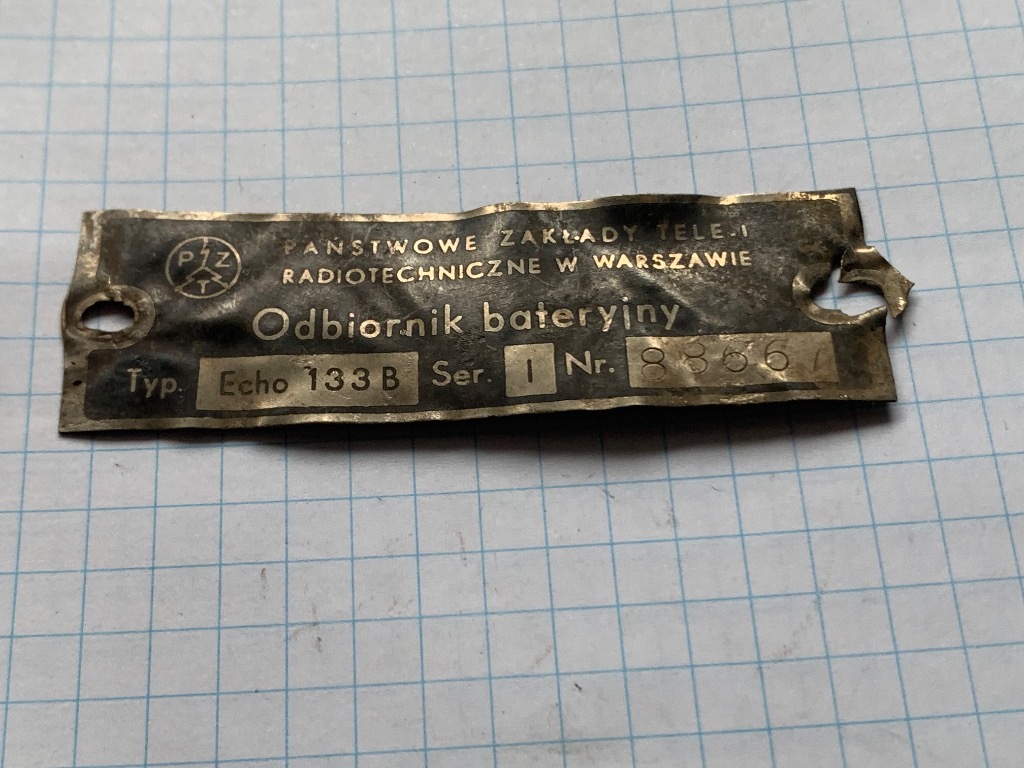 PZT
PAŃSTWOWE ZAKŁADY TELE-I
RADIOTECHNICZNE W WARSZAWIE
Odbiornik bateryjny
Typ. Echo 133 B Ser. I Nr.